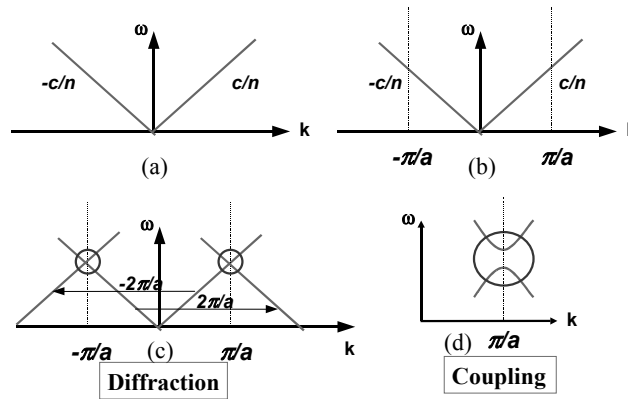 ω
ω
-c/n
c/n
-c/n
c/n
k
(a)
(b)
-π/a
π/a
ω
ω
-2π/a
2π/a
k
k
-π/a
(c)
π/a
(d)
π/a
Diffraction
Coupling